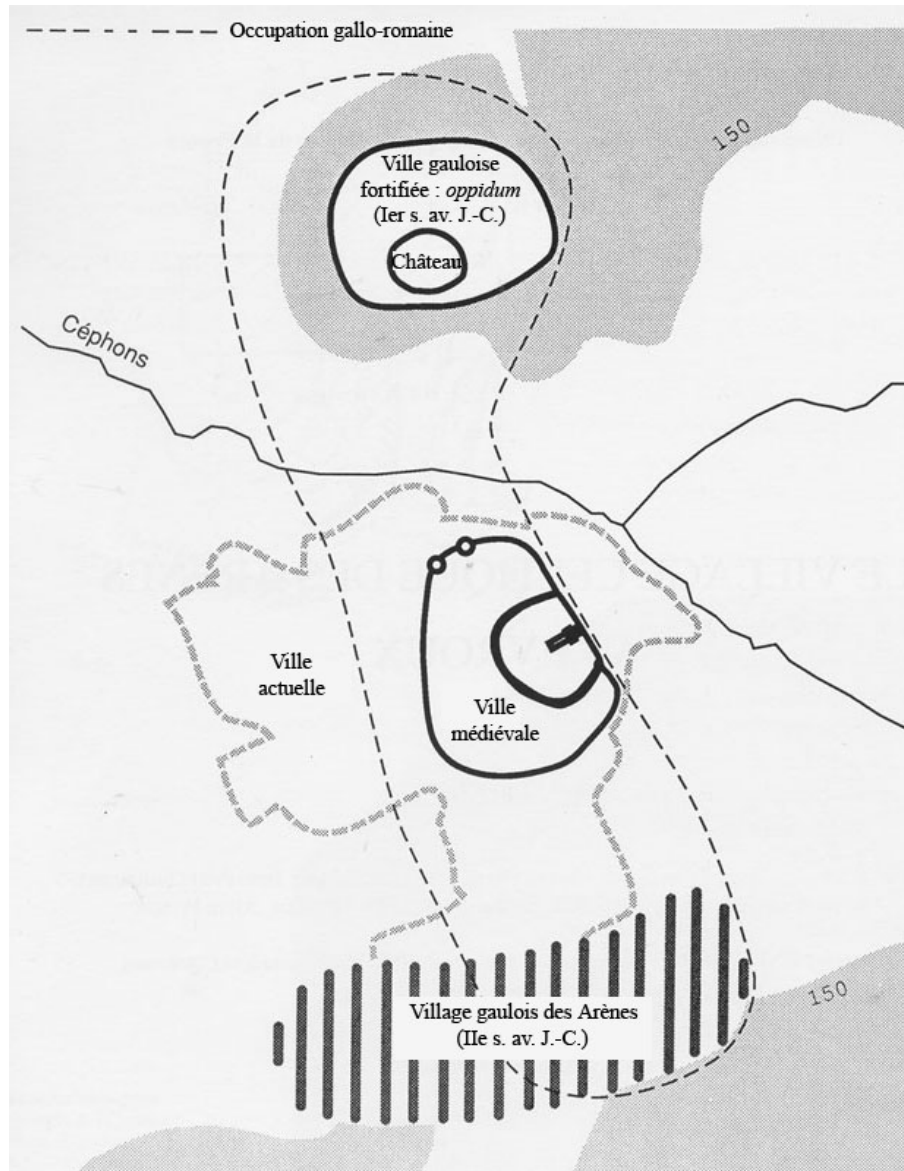 Occupation gallo-romaine
150
Ville gauloise
fortifiée : oppidum
(Ier s. av. J.-C.)
Château
Céphons
Ville
actuelle
Ville
médiévale
Village gaulois des Arènes
(IIe s. av. J.-C.)
150